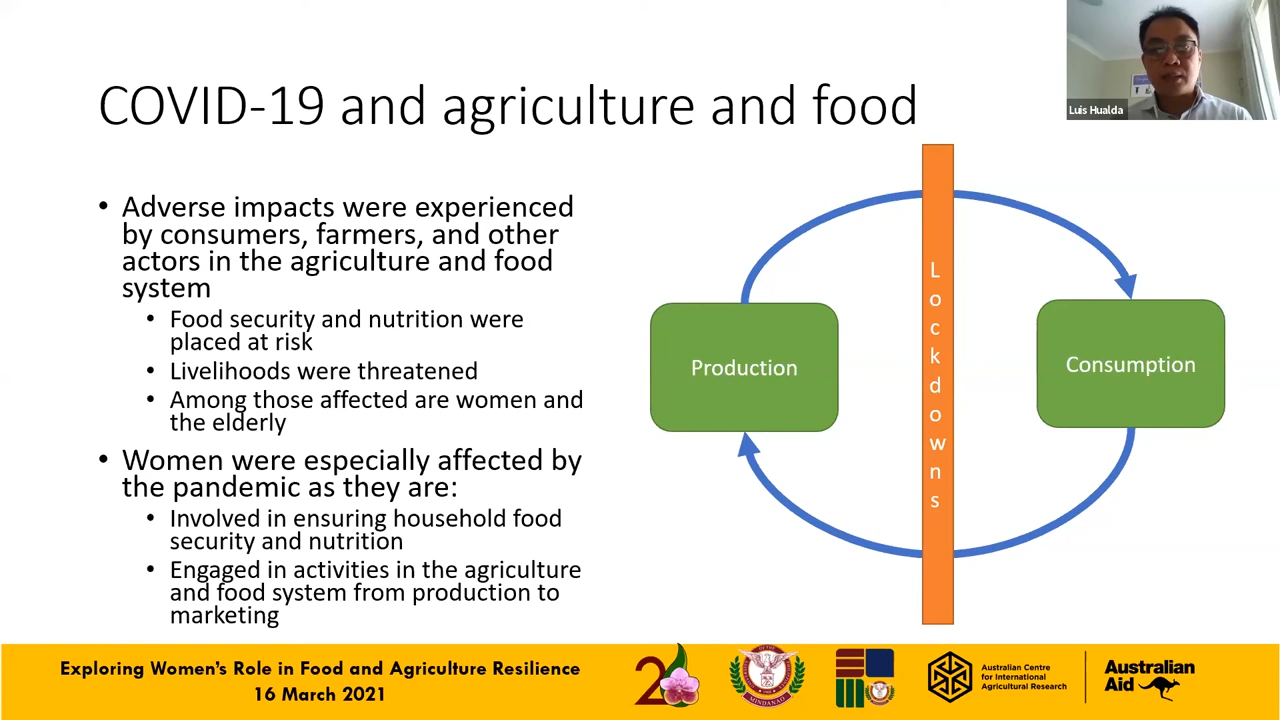 COVID-19 and agriculture and food
Luis Hualda
• Adverse impacts were experienced
by consumers, farmers, and other
actors in the agriculture and food
system
• Food security and nutrition were
placed at risk
• Livelihoods were threatened
• Among those affected are women and
the elderly
• Women were especially affected by
the pandemic as they are:
• Involved in ensuring household food
security and nutrition
• Engaged in activities in the agriculture
and food system from production to
marketing
Production
Lockdowns
Consumption
Exploring Women's Role in Food and Agriculture Resilience
16 March 2021
MINDANAO
Australian Centre
for International
Agricultural Research
Australian
Aid